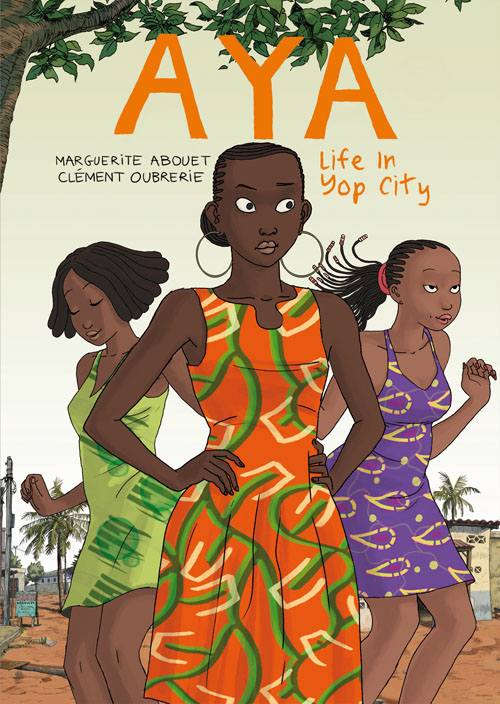 AYA
MARGUERITE ABOUET
CLÉMENT OUBRERIE
Life In
Yop City